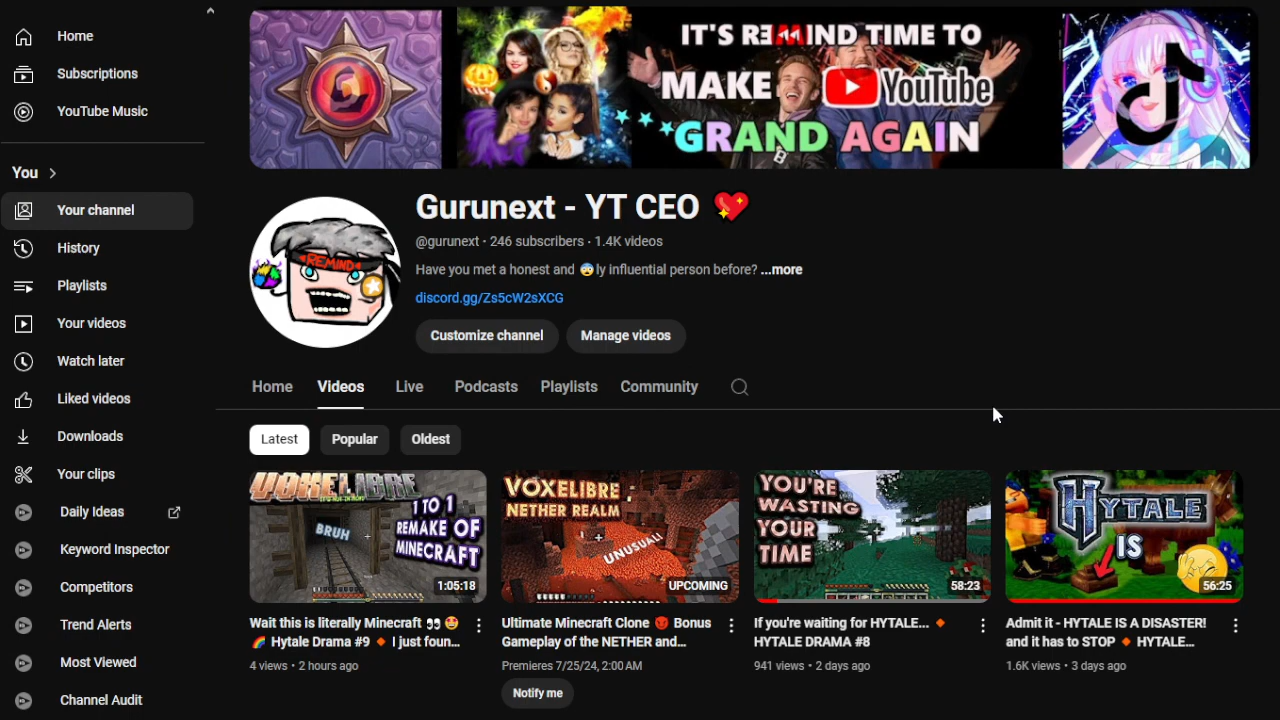 Home
Subscriptions
YouTube Music
You
Your channel
History
Playlists
Your videos
Watch later
Liked videos
Downloads
Your clips
Daily Ideas
Keyword Inspector
Competitors
Trend Alerts
Most Viewed
Channel Audit
IT'S REMIND TIME TO
MAKE YouTube
GRAND AGAIN
REMIND
Gurunext - YT CEO 💖
@gurunext · 246 subscribers · 1.4K videos
Have you met a honest and 😨ly influential person before? ...more
discord.gg/Zs5cW2sXCG
Customize channel Manage videos
Home Videos Live Podcasts Playlists Community
Latest Popular Oldest
VOXELIBRE
1 TO 1
REMAKE OF
MINECRAFT
BRUH
1:05:18
Wait this is literally Minecraft 👀🤩
🌈 Hytale Drama #9 🔸 I just foun...
4 views • 2 hours ago
VOXELIBRE
NETHER REALM
UNUSUAL!
UPCOMING
Ultimate Minecraft Clone 😡 Bonus
Gameplay of the NETHER and...
Premieres 7/25/24, 2:00 AM
Notify me
YOU'RE
WASTING
YOUR
TIME
58:23
If you're waiting for HYTALE... 🔸
HYTALE DRAMA #8
941 views • 2 days ago
HYTALE
IS
56:25
Admit it - HYTALE IS A DISASTER!
and it has to STOP 🔸 HYTALE...
1.6K views • 3 days ago